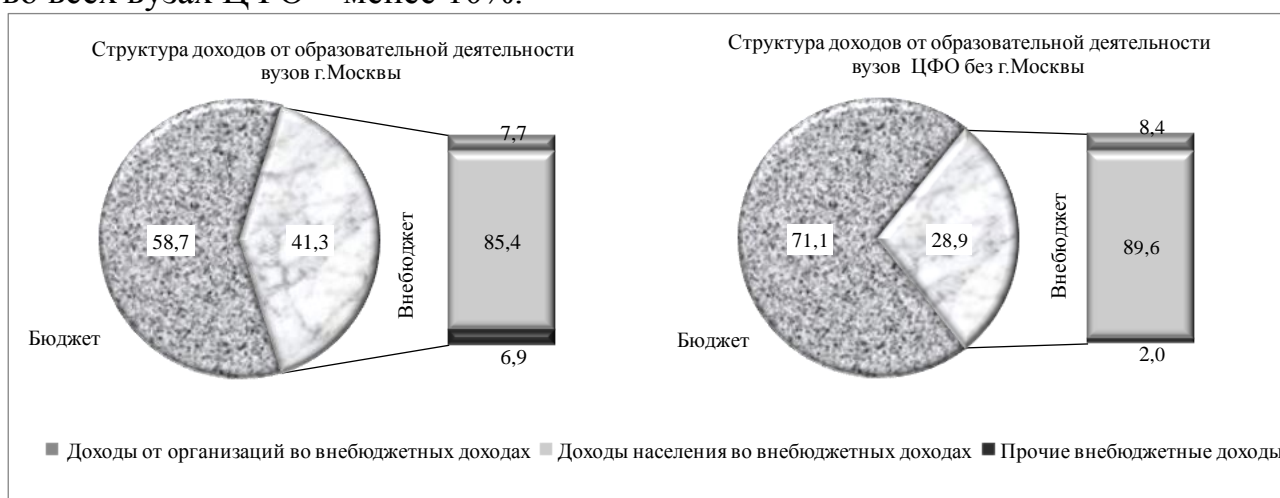 во всех вузах ЦФО – менее 10%.
Структура доходов от образовательной деятельности
вузов г.Москвы
58,7
41,3
Бюджет
Внебюджет
7,7
85,4
6,9
Структура доходов от образовательной деятельности
вузов ЦФО без г.Москвы
71,1
28,9
Бюджет
Внебюджет
8,4
89,6
2,0
Доходы от организаций во внебюджетных доходах
Доходы населения во внебюджетных доходах
Прочие внебюджетные доходы